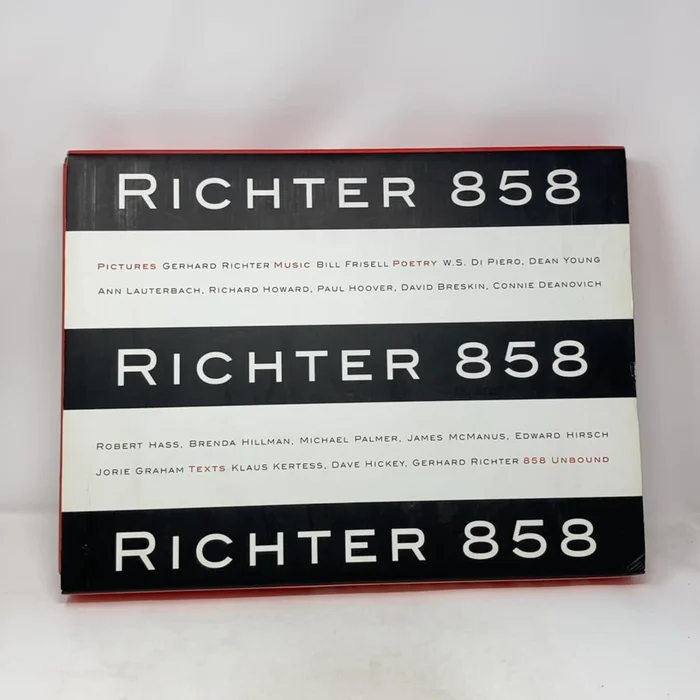 RICHTER 858
PICTURES GERHARD RICHTER MUSIC BILL FRISELL POETRY W.S. DI PIERO, DEAN YOUNG
ANN LAUTERBACH, RICHARD HOWARD, PAUL HOOVER, DAVID BRESKIN, CONNIE DEANOVICH
RICHTER 858
ROBERT HASS, BRENDA HILLMAN, MICHAEL PALMER, JAMES MCMANUS, EDWARD HIRSCH
JORIE GRAHAM TEXTS KLAUS KERTESS, DAVE HICKEY, GERHARD RICHTER 858 UNBOUND
RICHTER 858